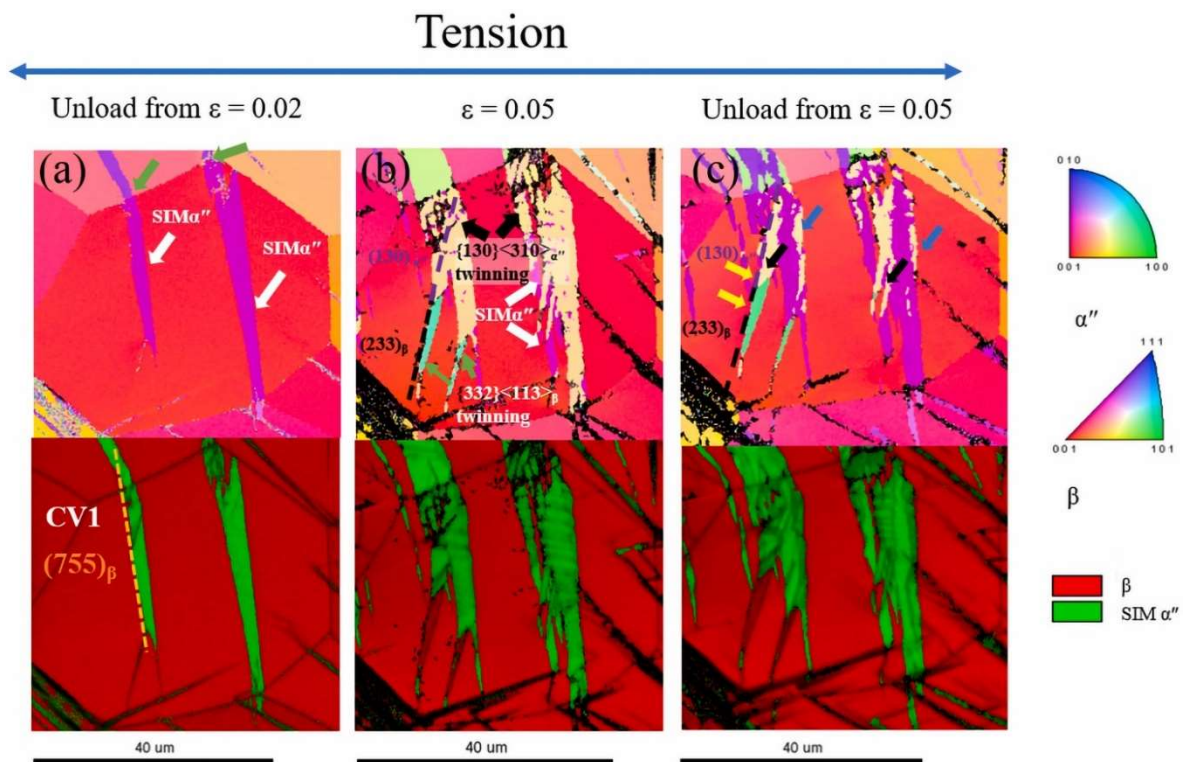 Tension
Unload from ε = 0.02
ε = 0.05
Unload from ε = 0.05
(a)
SIMα″
SIMα″
(b)
(130)
{130}<310>α″
twinning
SIMα″
(233)β
{332}<113>β
twinning
(c)
(130)
(233)β
010
001
100
α″
111
001
101
β
CV1
(755)β
β
SIM α″
40 um
40 um
40 um